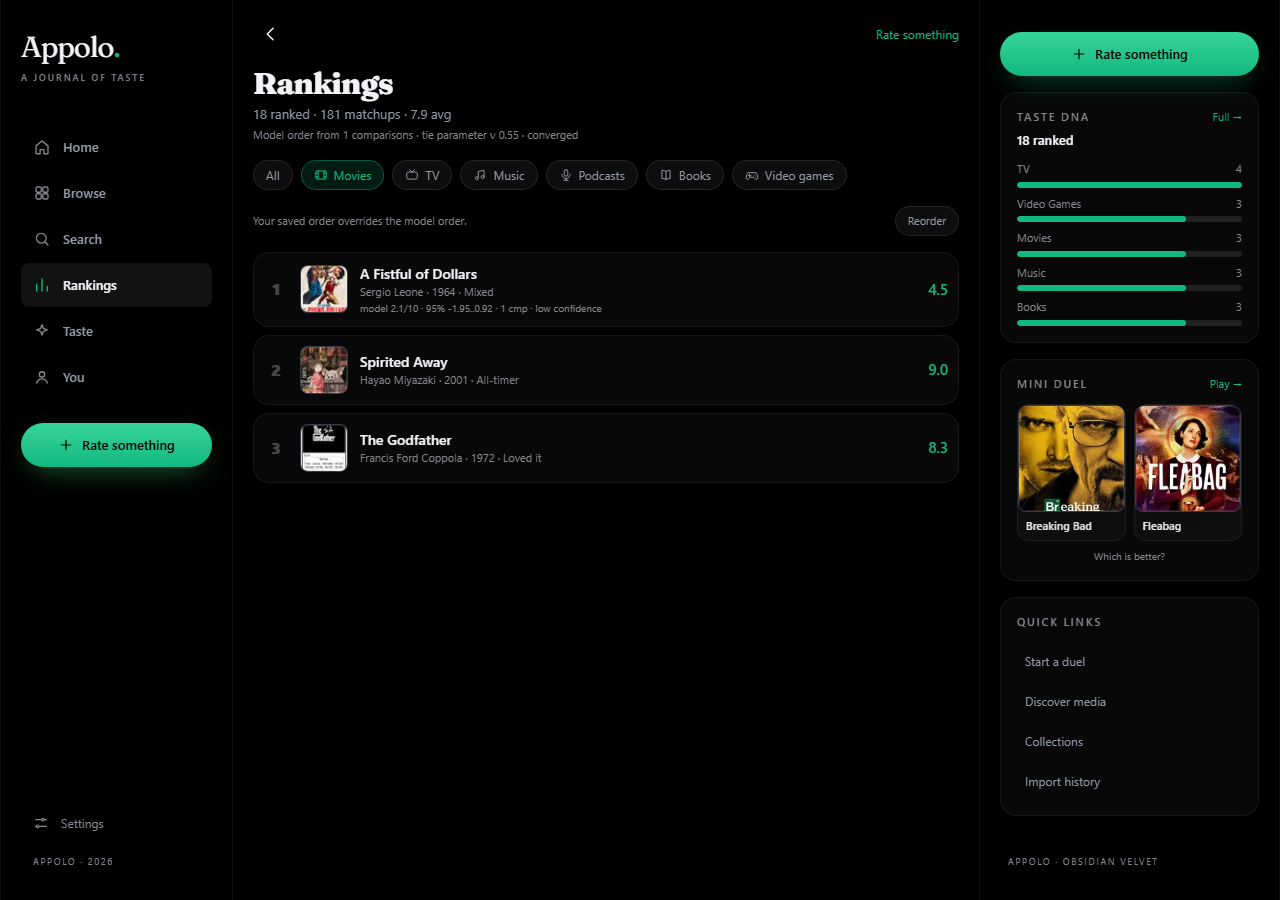 Appolo.
A JOURNAL OF TASTE
Home
Browse
Search
Rankings
Taste
You
+ Rate something
Settings
APPOLO · 2026
Rate something
Rankings
18 ranked · 181 matchups · 7.9 avg
Model order from 1 comparisons · tie parameter ν 0.55 · converged
All
Movies
TV
Music
Podcasts
Books
Video games
Your saved order overrides the model order.
Reorder
1
A Fistful of Dollars
Sergio Leone · 1964 · Mixed
model 2.1/10 · 95% -1.95..0.92 · 1 cmp · low confidence
4.5
2
Spirited Away
Hayao Miyazaki · 2001 · All-timer
9.0
3
The Godfather
The Godfather
Francis Ford Coppola · 1972 · Loved it
8.3
+ Rate something
TASTE DNA
Full →
18 ranked
TV 4
Video Games 3
Movies 3
Music 3
Books 3
MINI DUEL
Play →
Breaking
FLEABAG
Breaking Bad
Fleabag
Which is better?
QUICK LINKS
Start a duel
Discover media
Collections
Import history
APPOLO · OBSIDIAN VELVET